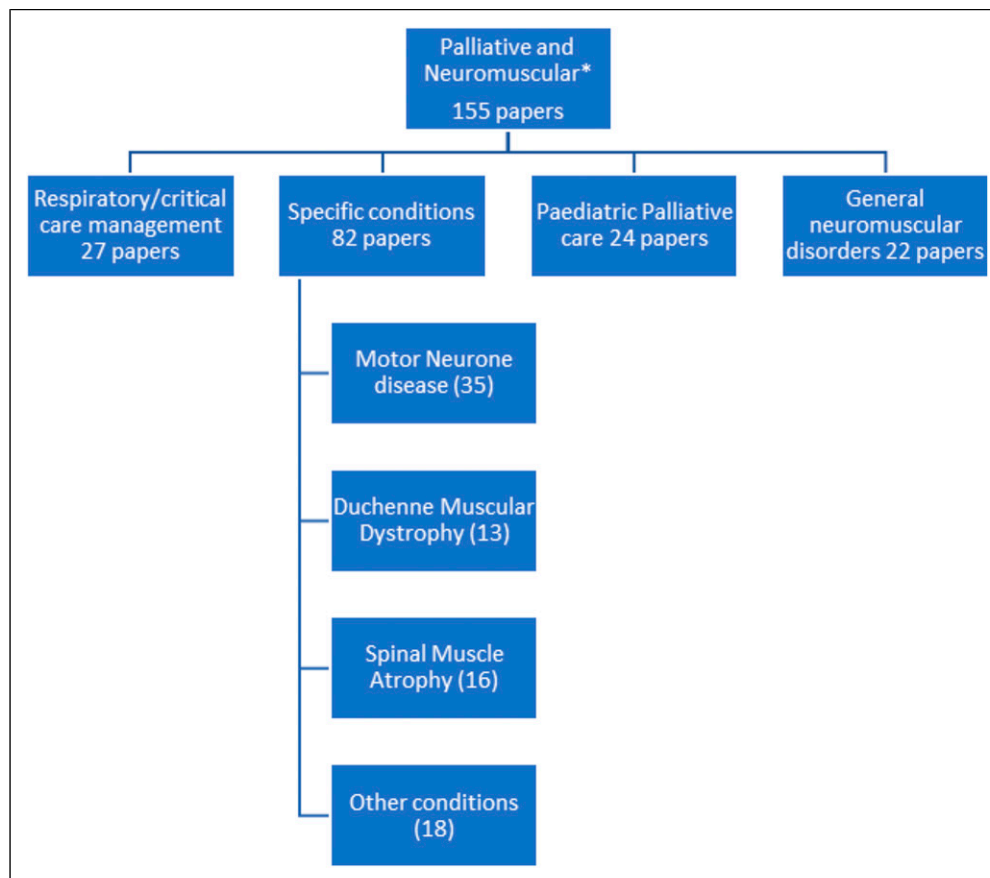 Palliative and
Neuromuscular*
155 papers
Respiratory/critical
care management
27 papers
Specific conditions
82 papers
Paediatric Palliative
care 24 papers
General
neuromuscular
disorders 22 papers
Motor Neurone
disease (35)
Duchenne Muscular
Dystrophy (13)
Spinal Muscle
Atrophy (16)
Other conditions
(18)